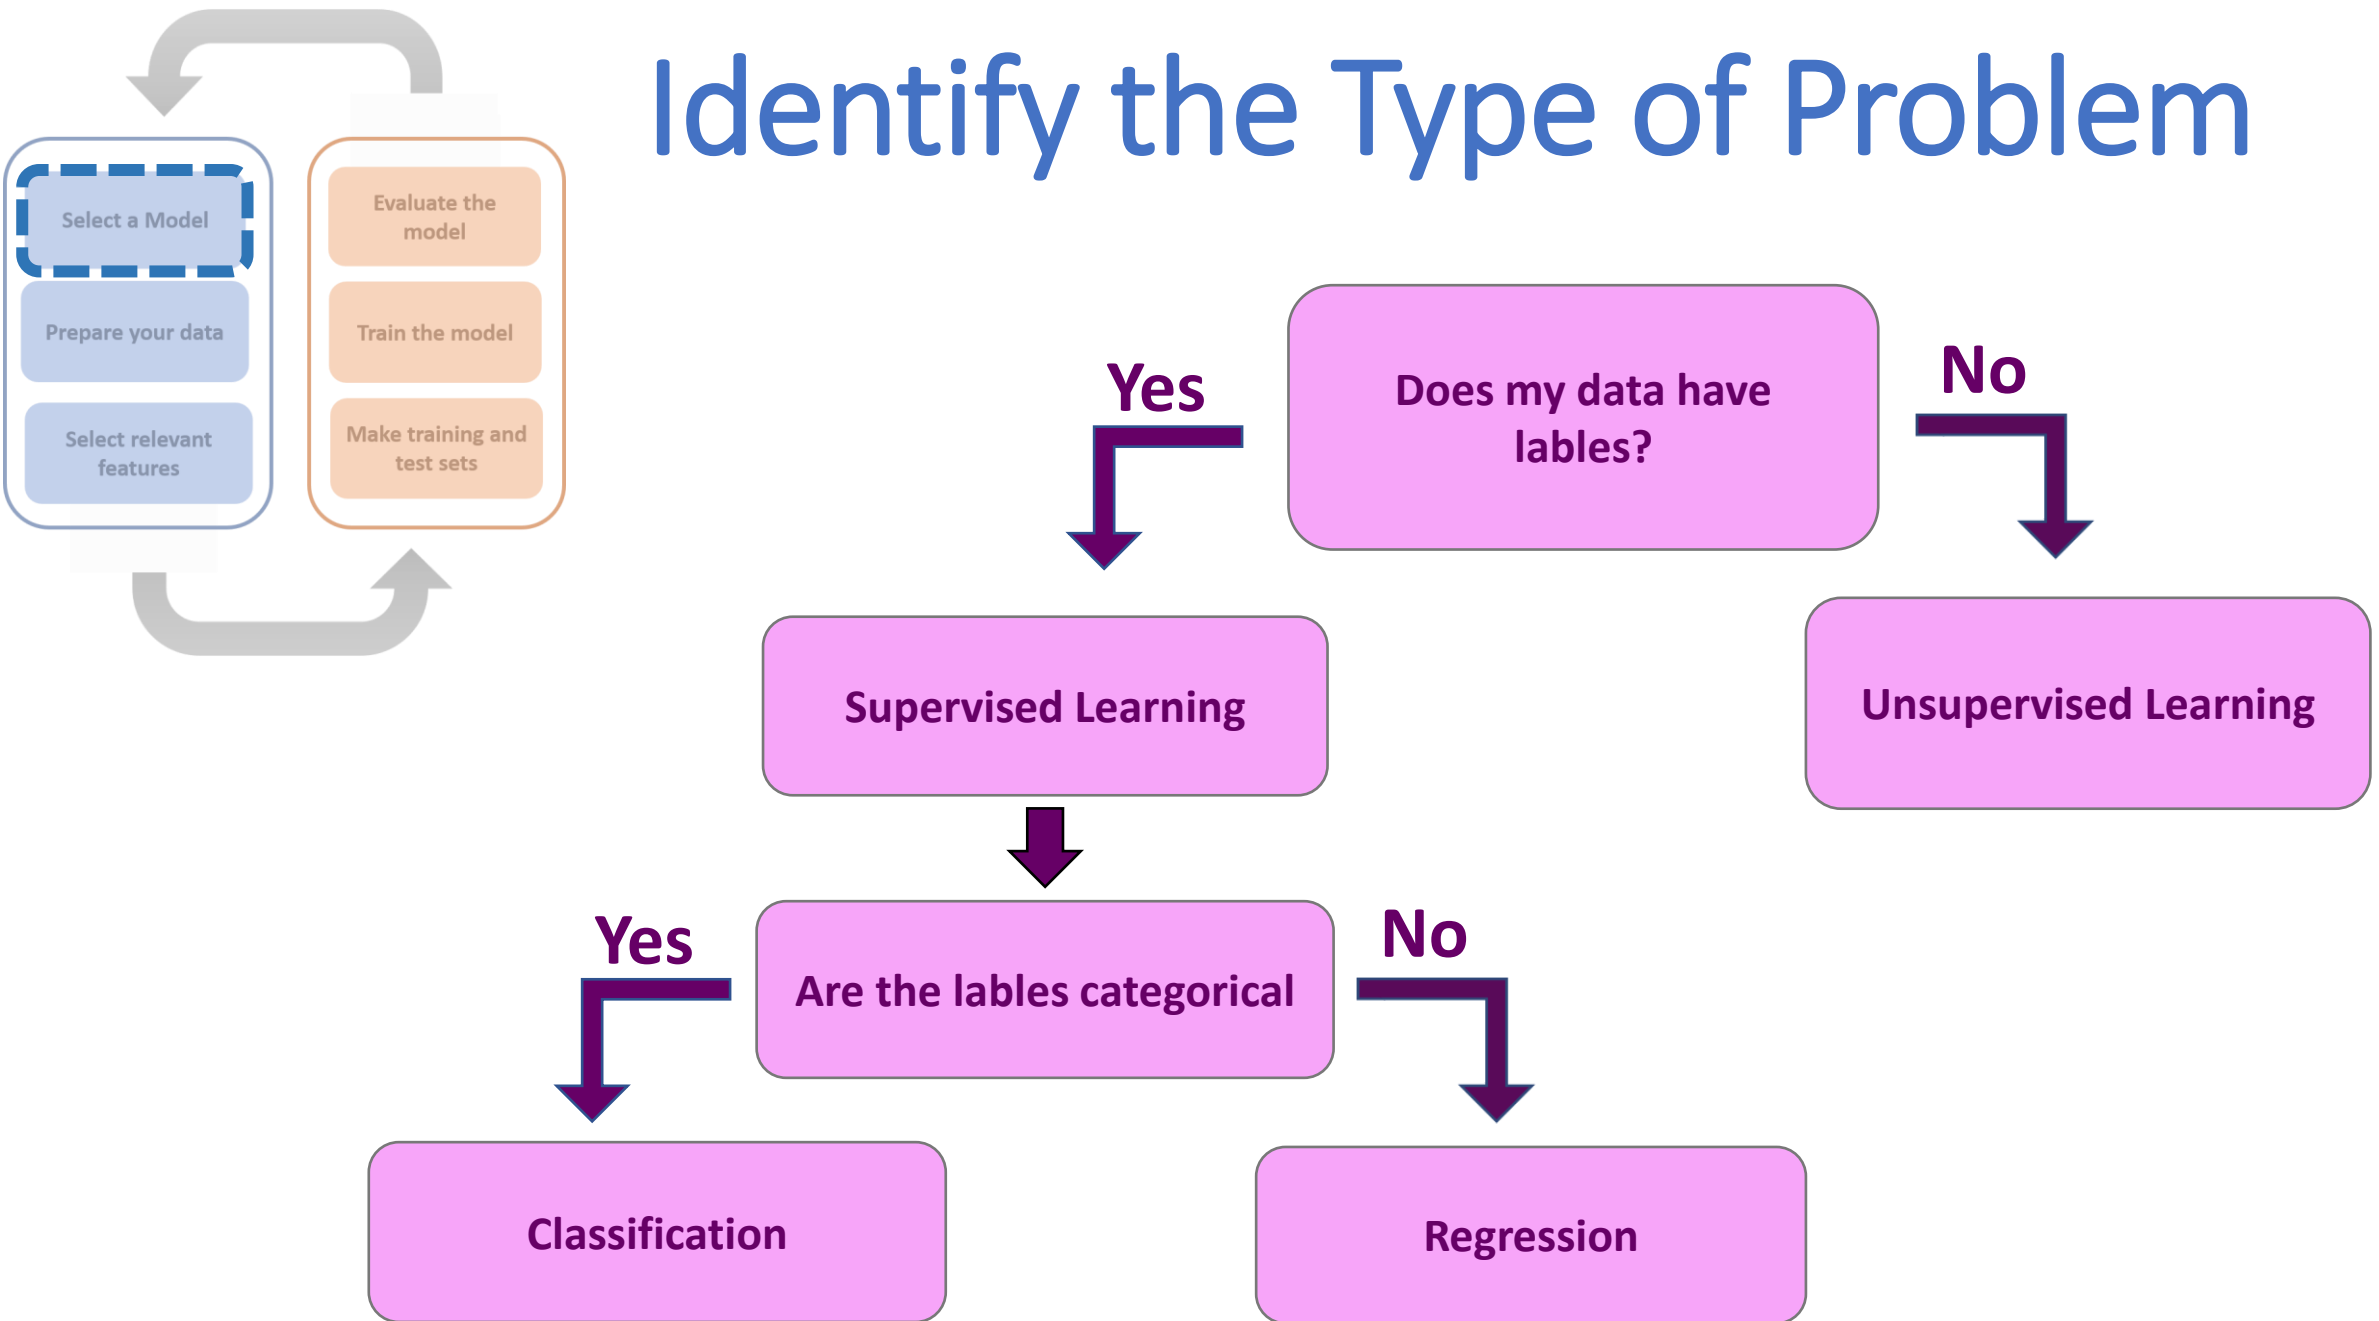 Identify the Type of Problem
Select a Model
Prepare your data
Select relevant
features
Evaluate the
model
Train the model
Make training and
test sets
Does my data have
lables?
Yes
No
Supervised Learning
Unsupervised Learning
Are the lables categorical
Yes
No
Classification
Regression